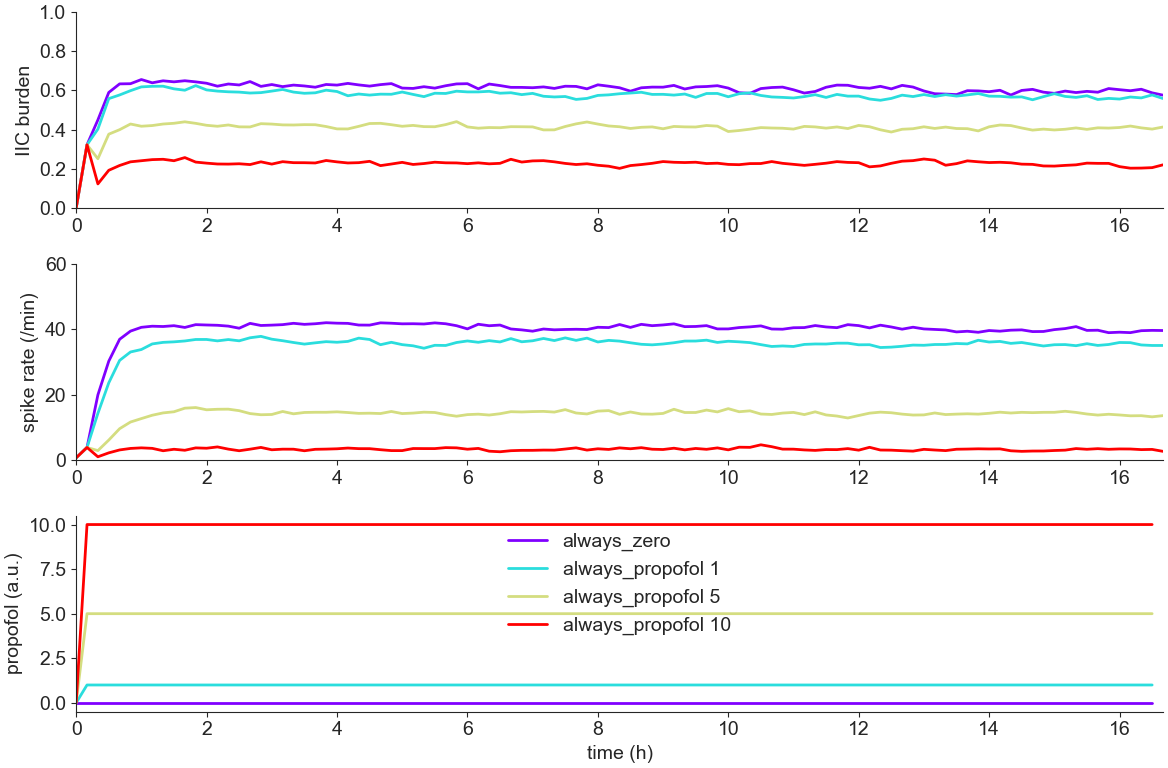 1.0
0.8
0.6
0.4
0.2
0.0
IIC burden
0 2 4 6 8 10 12 14 16
60
40
20
0
spike rate (/min)
0 2 4 6 8 10 12 14 16
10.0
7.5
5.0
2.5
0.0
propofol (a.u.)
always_zero
always_propofol 1
always_propofol 5
always_propofol 10
0 2 4 6 8 10 12 14 16
time (h)